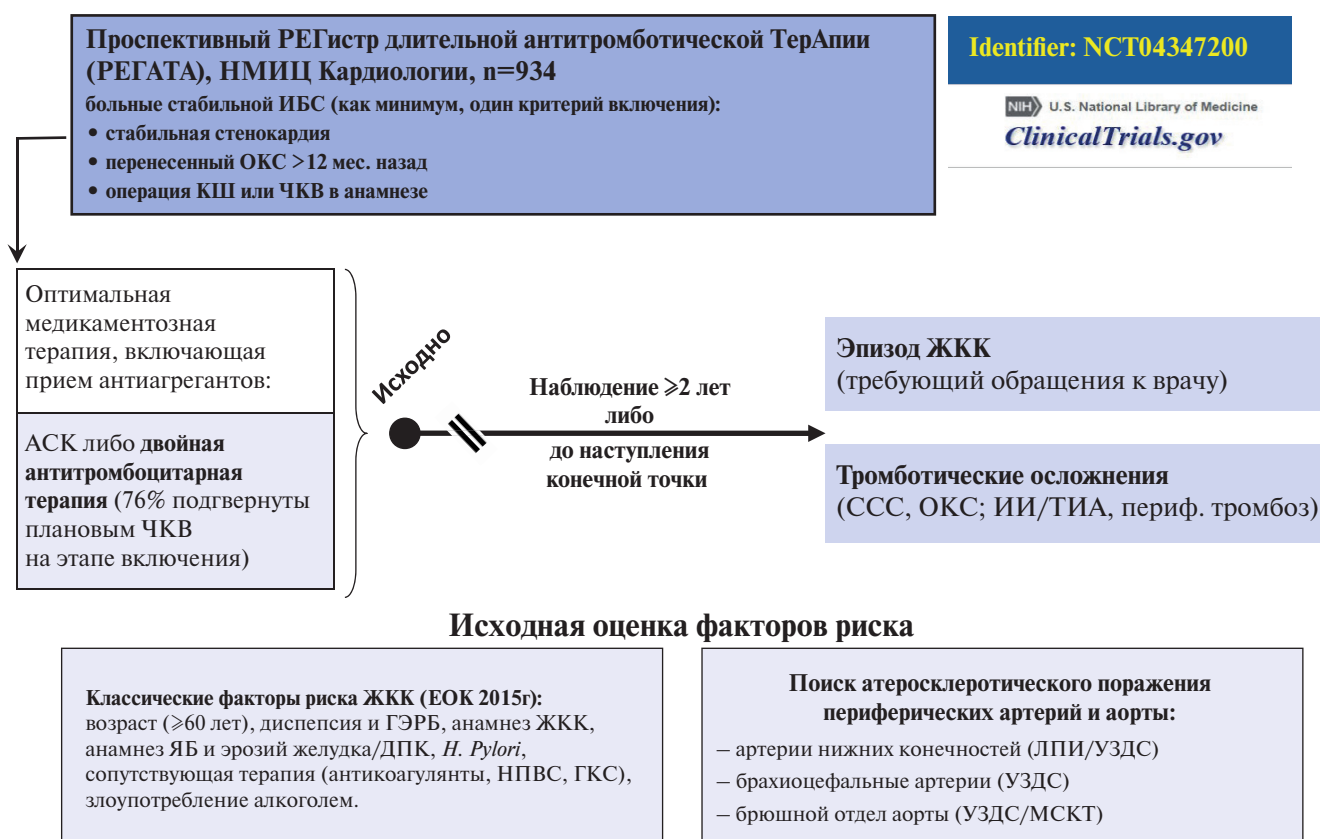 Проспективный РЕГистр длительной антитромботической ТерАпии
(РЕГАТА), НМИЦ Кардиологии, n=934
больные стабильной ИБС (как минимум, один критерий включения):
• стабильная стенокардия
• перенесенный ОКС >12 мес. назад
• операция КШ или ЧКВ в анамнезе
Identifier: NCT04347200
NIH U.S. National Library of Medicine
ClinicalTrials.gov
Оптимальная
медикаментозная
терапия, включающая
прием антиагрегантов:
АСК либо двойная
антитромбоцитарная
терапия (76% подгвернуты
плановым ЧКВ
на этапе включения)
Исходно
Наблюдение ⩾2 лет
либо
до наступления
конечной точки
Эпизод ЖКК
(требующий обращения к врачу)
Тромботические осложнения
(ССС, ОКС; ИИ/ТИА, периф. тромбоз)
Исходная оценка факторов риска
Классические факторы риска ЖКК (ЕОК 2015г):
возраст (⩾60 лет), диспепсия и ГЭРБ, анамнез ЖКК,
анамнез ЯБ и эрозий желудка/ДПК, H. Pylori,
сопутствующая терапия (антикоагулянты, НПВС, ГКС),
злоупотребление алкоголем.
Поиск атеросклеротического поражения
периферических артерий и аорты:
– артерии нижних конечностей (ЛПИ/УЗДС)
– брахиоцефальные артерии (УЗДС)
– брюшной отдел аорты (УЗДС/МСКТ)